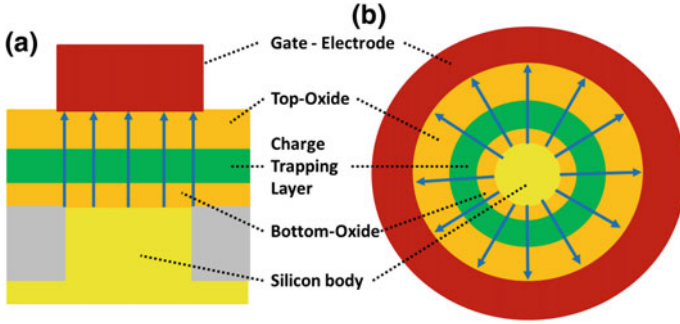 (a)
(b)
Gate - Electrode
Top-Oxide
Charge
Trapping
Layer
Bottom-Oxide
Silicon body